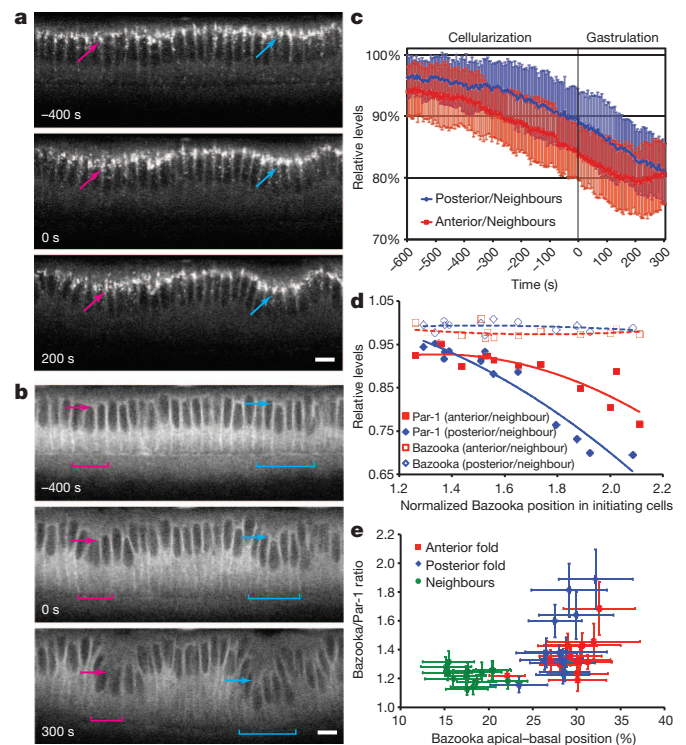 a
−400 s
0 s
200 s
b
−400 s
0 s
300 s
c
Cellularization Gastrulation
Relative levels
100%
90%
80%
70%
Posterior/Neighbours
Anterior/Neighbours
−600 −500 −400 −300 −200 −100 0 100 200 300
Time (s)
d
Relative levels
1.05
0.95
0.85
0.75
0.65
Par-1 (anterior/neighbour)
Par-1 (posterior/neighbour)
Bazooka (anterior/neighbour)
Bazooka (posterior/neighbour)
1.2 1.4 1.6 1.8 2.0 2.2
Normalized Bazooka position in initiating cells
e
Bazooka/Par-1 ratio
2.2
2.0
1.8
1.6
1.4
1.2
1.0
0.8
Anterior fold
Posterior fold
Neighbours
10 15 20 25 30 35 40
Bazooka apical–basal position (%)